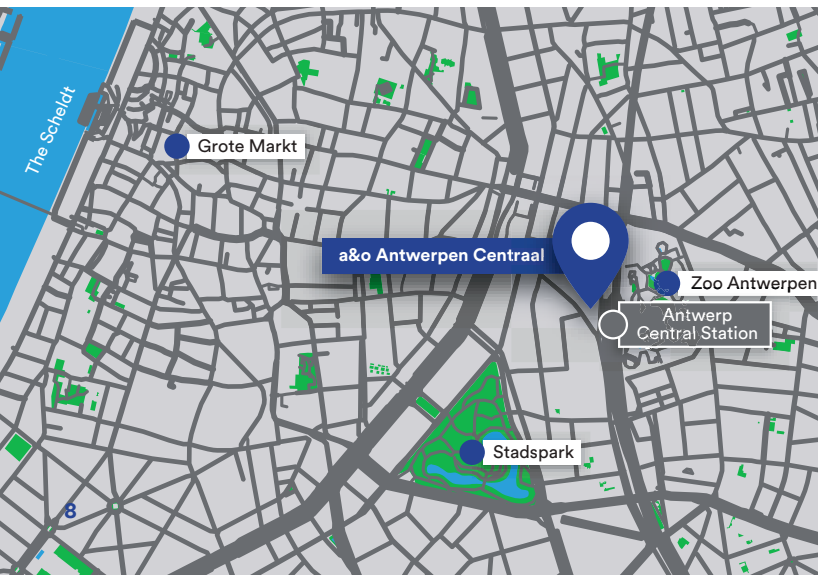 The Scheldt
Grote Markt
a&o Antwerpen Centraal
Zoo Antwerpen
Antwerp
Central Station
Stadspark
8